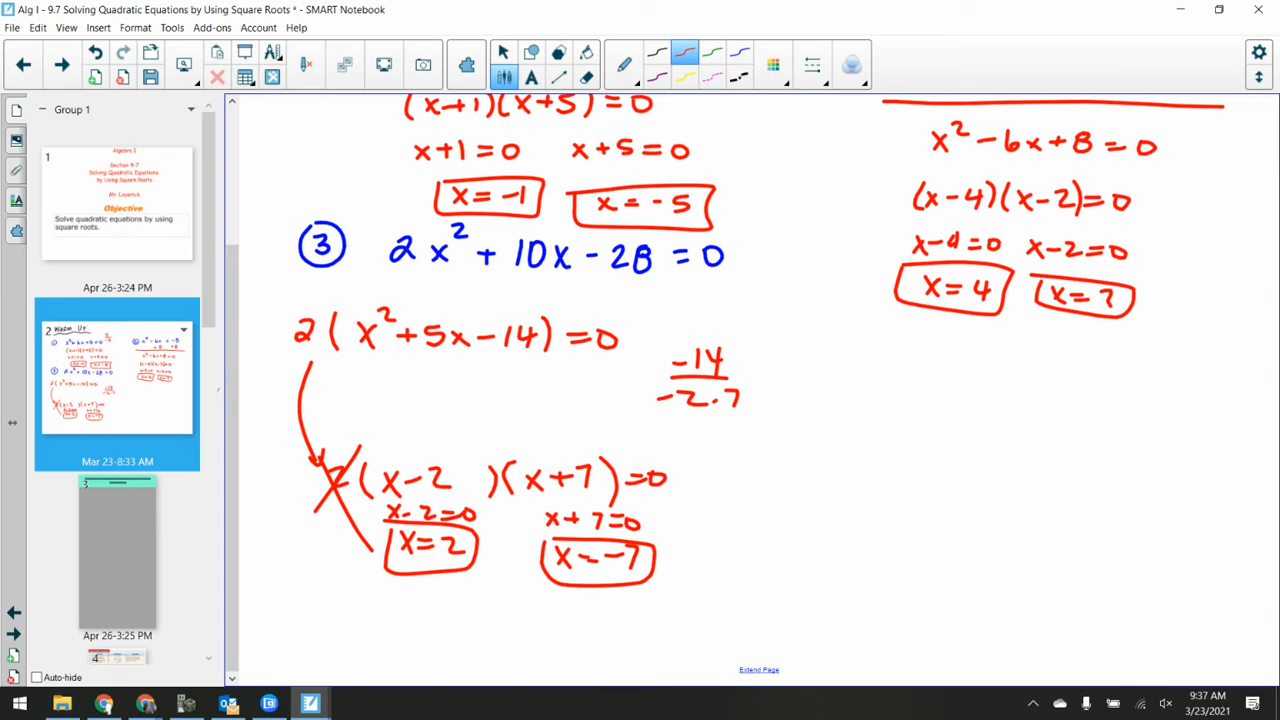 Alg I - 9.7 Solving Quadratic Equations by Using Square Roots * - SMART Notebook
File Edit View Insert Format Tools Add-ons Account Help
Group 1
1
Algebra I
Section 9-7
Solving Quadratic Equations
by Using Square Roots
Objective
Solve quadratic equations by using
square roots.
Apr 26-3:24 PM
2 Warm Up
Mar 23-8:33 AM
3
Apr 26-3:25 PM
4
Auto-hide
(x+1)(x+5)=0
x+1=0 x+5=0
x=-1 x=-5
③ 2x²+10x-28=0
2(x²+5x-14)=0
-14
-2.7
2(x-2)(x+7)=0
x-2=0 x+7=0
x=2 x=-7
x²-6x+8=0
(x-4)(x-2)=0
x-4=0 x-2=0
x=4
Extend Page
9:37 AM
3/23/2021